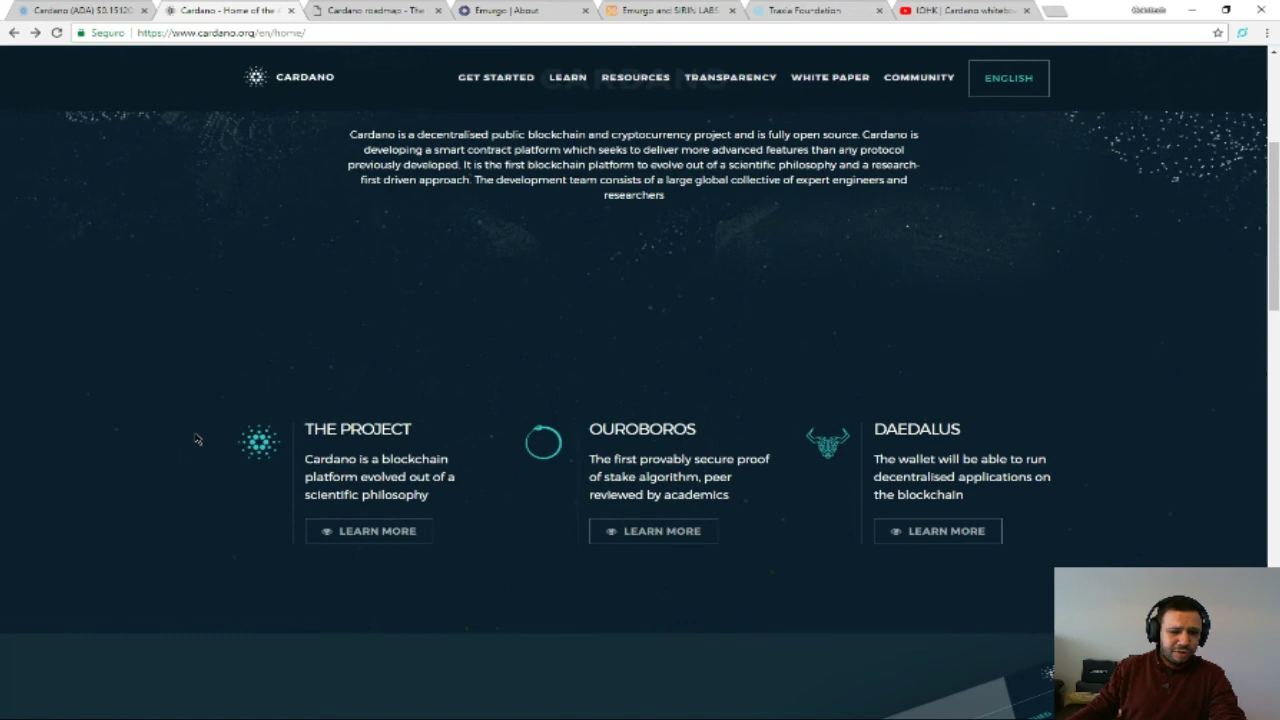 Cardano (ADA) $0.15120
Cardano - Home of the
Cardano roadmap - The
Emurgo | About
Emurgo and SIRIN LABS
Traxia Foundation
IOHK | Cardano whitebo
Seguro
https://www.cardano.org/en/home/
CARDANO
GET STARTED LEARN RESOURCES TRANSPARENCY WHITE PAPER COMMUNITY
ENGLISH
CARDANO
Cardano is a decentralised public blockchain and cryptocurrency project and is fully open source. Cardano is
developing a smart contract platform which seeks to deliver more advanced features than any protocol
previously developed. It is the first blockchain platform to evolve out of a scientific philosophy and a research-
first driven approach. The development team consists of a large global collective of expert engineers and
researchers
THE PROJECT
Cardano is a blockchain
platform evolved out of a
scientific philosophy
LEARN MORE
OUROBOROS
The first provably secure proof
of stake algorithm, peer
reviewed by academics
LEARN MORE
DAEDALUS
The wallet will be able to run
decentralised applications on
the blockchain
LEARN MORE